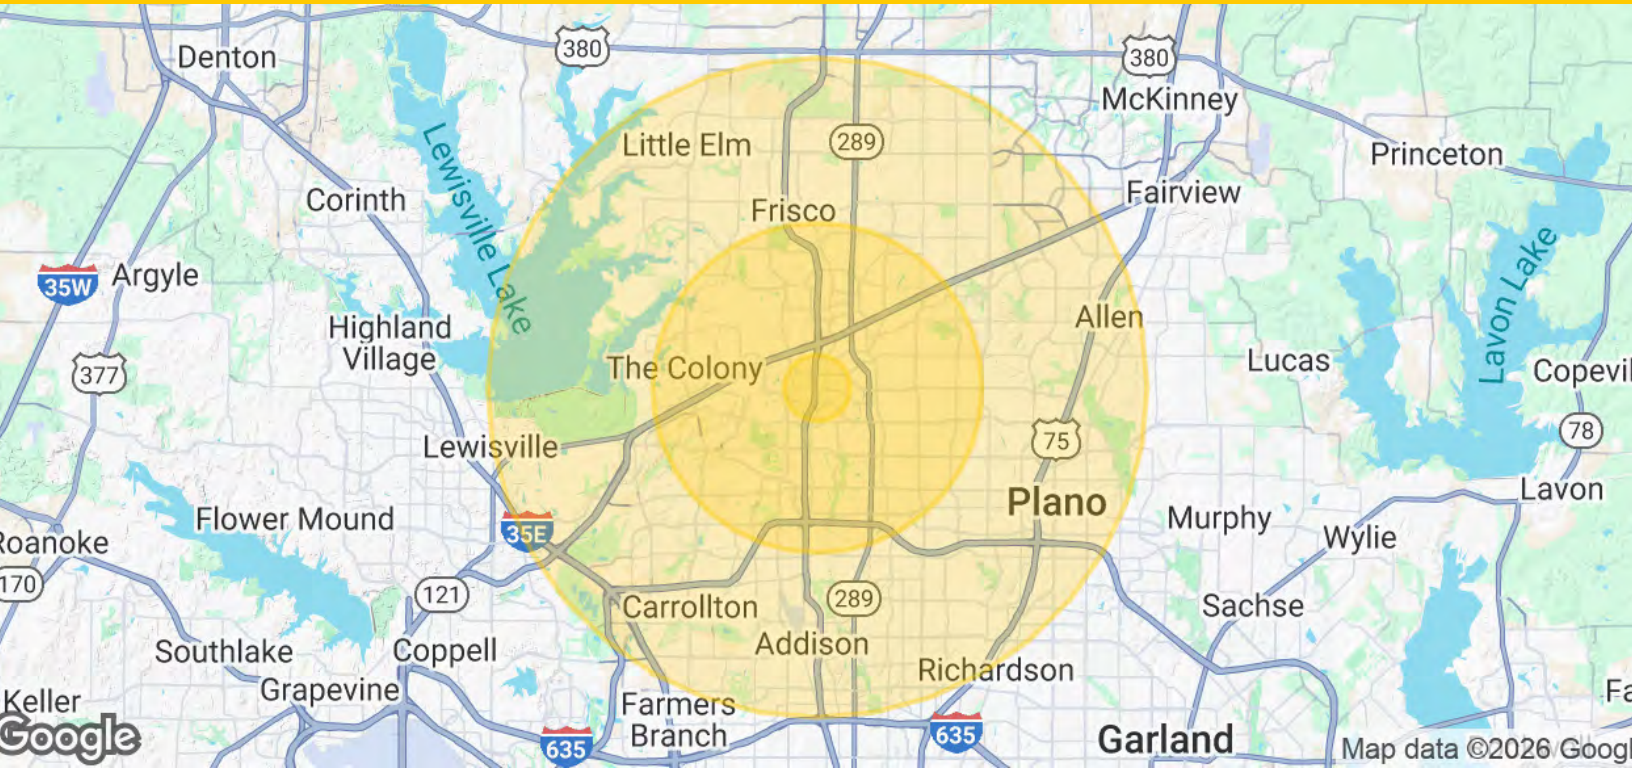 Denton
380
380
McKinney
Little Elm
289
Princeton
Lewisville Lake
Corinth
Fairview
Frisco
35W
Argyle
Lavon Lake
Allen
Highland
Village
The Colony
Lucas
Copevil
377
78
75
Lewisville
Plano
Lavon
Flower Mound
Murphy
Wylie
35E
Roanoke
170
121
289
Carrollton
Sachse
Addison
Southlake
Coppell
Richardson
Grapevine
Keller
Farmers
Branch
Fa
635
635
Garland
Google
Map data ©2026 Googl